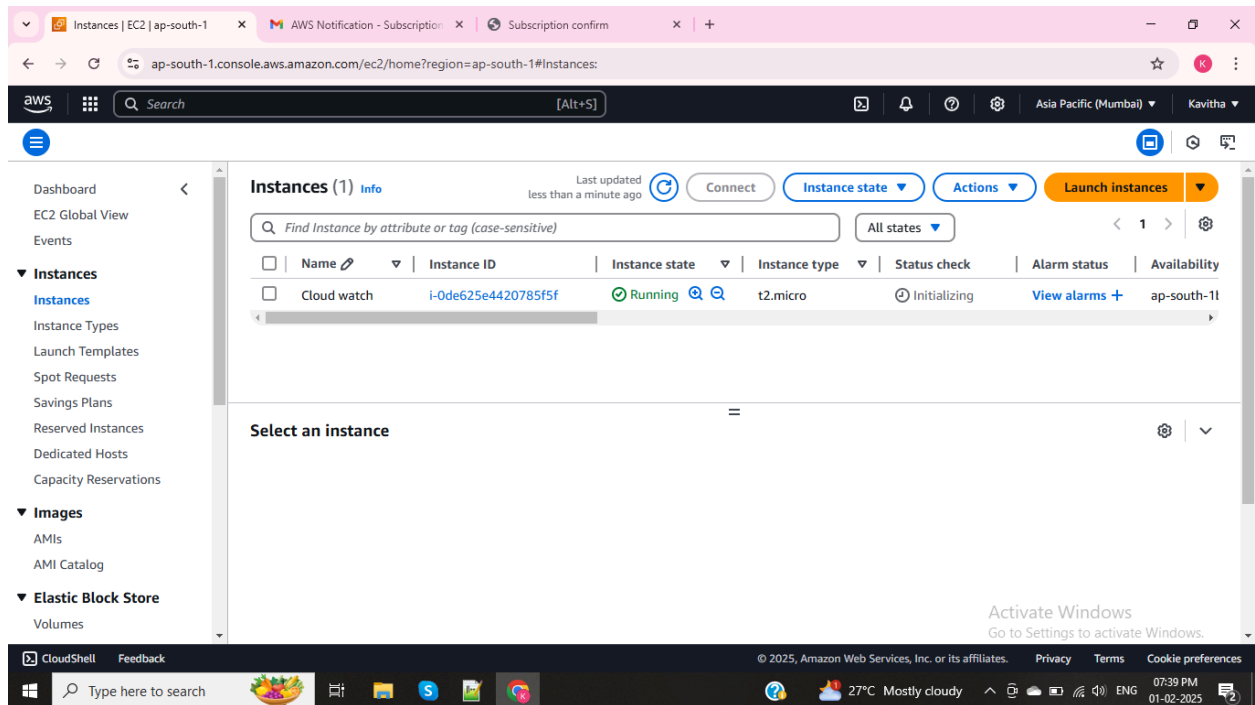 Instances | EC2 | ap-south-1
AWS Notification - Subscription
Subscription confirm
ap-south-1.console.aws.amazon.com/ec2/home?region=ap-south-1#Instances:
K
aws
Search
[Alt+S]
Asia Pacific (Mumbai)
Kavitha
Dashboard
EC2 Global View
Events
Instances
Instances
Instance Types
Launch Templates
Spot Requests
Savings Plans
Reserved Instances
Dedicated Hosts
Capacity Reservations
Images
AMIs
AMI Catalog
Elastic Block Store
Volumes
Instances (1) Info
Last updated
less than a minute ago
Connect
Instance state
Actions
Launch instances
Find Instance by attribute or tag (case-sensitive)
All states
1
Name
Instance ID
Instance state
Instance type
Status check
Alarm status
Availability
Cloud watch
i-0de625e4420785f5f
Running
t2.micro
Initializing
View alarms +
ap-south-1b
Select an instance
Activate Windows
Go to Settings to activate Windows.
CloudShell
Feedback
© 2025, Amazon Web Services, Inc. or its affiliates.
Privacy
Terms
Cookie preferences
Type here to search
27°C Mostly cloudy
ENG
07:39 PM
01-02-2025
2